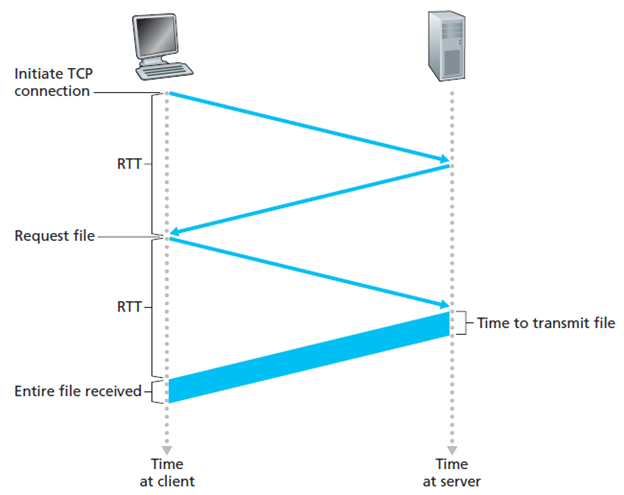 Initiate TCP
connection
RTT
Request file
RTT
Time to transmit file
Entire file received
Time
at client
Time
at server